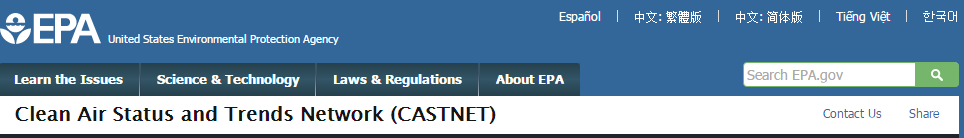 Español | 中文: 繁體版 | 中文: 简体版 | Tiếng Việt | 한국어
EPA United States Environmental Protection Agency
Learn the Issues Science & Technology Laws & Regulations About EPA
Search EPA.gov
Clean Air Status and Trends Network (CASTNET) Contact Us Share